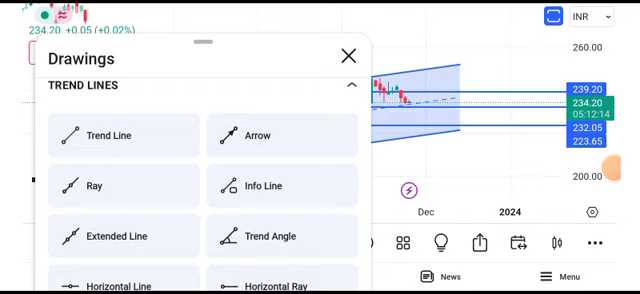 INR
234.20 +0.05 (+0.02%)
Drawings
TREND LINES
Trend Line
Arrow
Ray
Info Line
Extended Line
Trend Angle
Horizontal Line
Horizontal Ray
260.00
239.20
234.20
05:12:14
232.05
223.65
200.00
Dec
2024
News
Menu